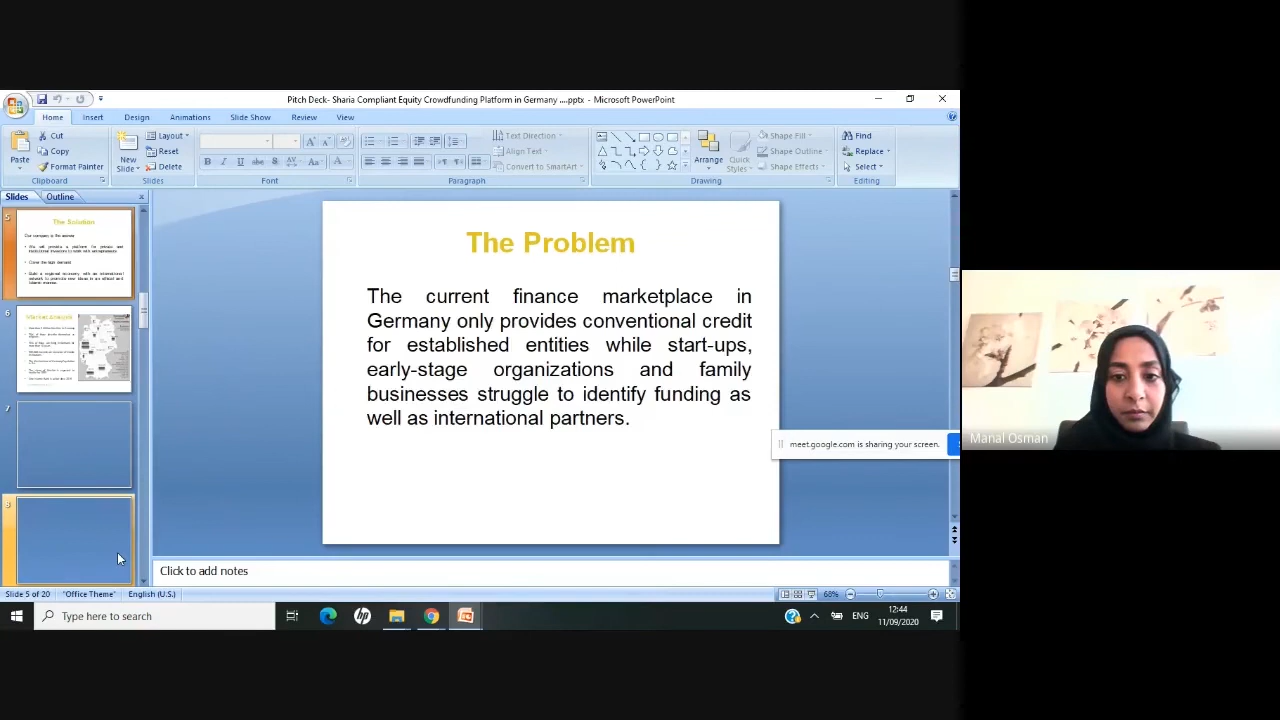 Pitch Deck- Sharia Compliant Equity Crowdfunding Platform in Germany ....pptx - Microsoft PowerPoint
Home Insert Design Animations Slide Show Review View
Cut
Copy
Format Painter
Paste
Clipboard
New Slide
Layout
Reset
Delete
Slides
Font
Text Direction
Align Text
Convert to SmartArt
Paragraph
Arrange
Quick Styles
Shape Fill
Shape Outline
Shape Effects
Drawing
Find
Replace
Select
Editing
Slides Outline
5
The Solution
6
Market Analysis
7
8
The Problem
The current finance marketplace in
Germany only provides conventional credit
for established entities while start-ups,
early-stage organizations and family
businesses struggle to identify funding as
well as international partners.
meet.google.com is sharing your screen.
Manal Osman
Click to add notes
Slide 5 of 20 "Office Theme" English (U.S.) 68%
Type here to search
ENG
12:44
11/09/2020